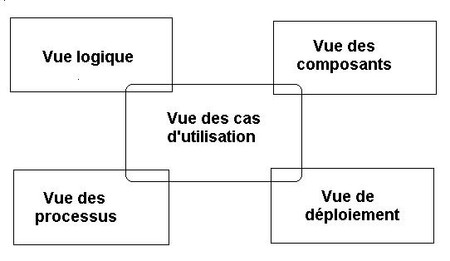 Vue logique
Vue des
composants
Vue des cas
d'utilisation
Vue des
processus
Vue de
déploiement